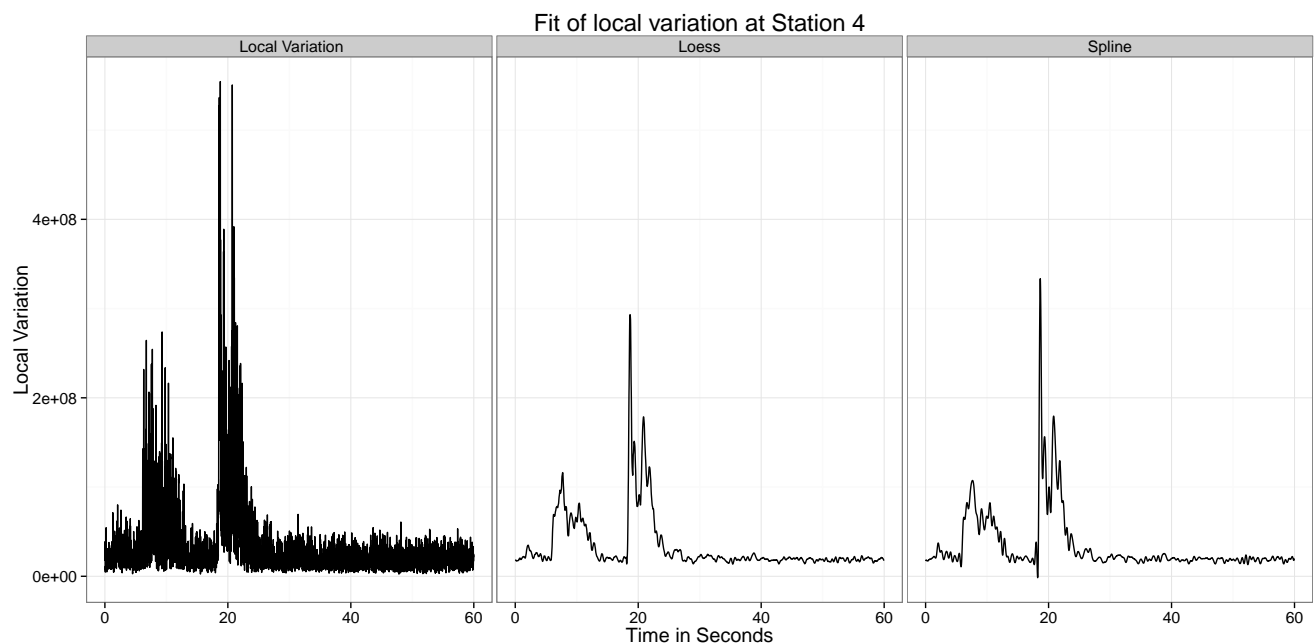 Fit of local variation at Station 4
Local Variation
Loess
Spline
Local Variation
4e+08
2e+08
0e+00
0 20 40 60
0 20 40 60
0 20 40 60
Time in Seconds